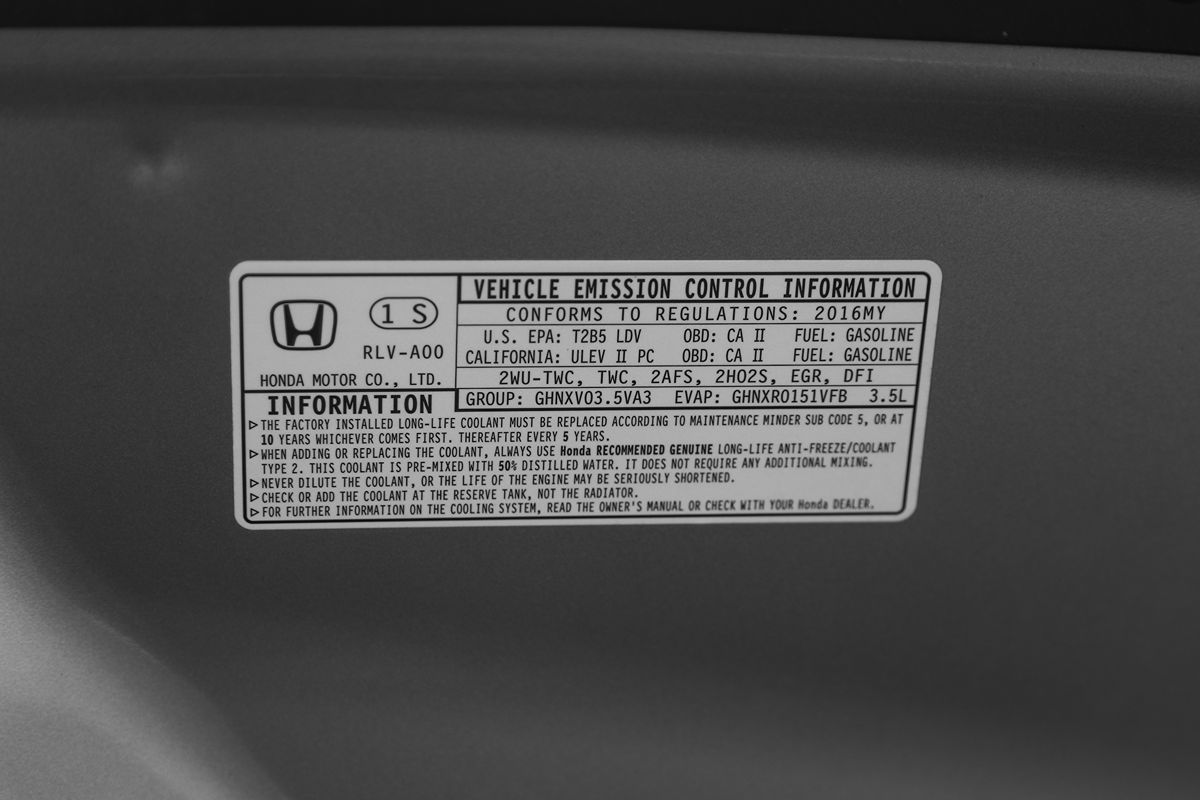 1 S
RLV-A00
HONDA MOTOR CO., LTD.
VEHICLE EMISSION CONTROL INFORMATION
CONFORMS TO REGULATIONS: 2016MY
U.S. EPA: T2B5 LDV OBD: CA II FUEL: GASOLINE
CALIFORNIA: ULEV II PC OBD: CA II FUEL: GASOLINE
2WU-TWC, TWC, 2AFS, 2HO2S, EGR, DFI
GROUP: GHNXV03.5VA3 EVAP: GHNXR0151VFB 3.5L
INFORMATION
▷THE FACTORY INSTALLED LONG-LIFE COOLANT MUST BE REPLACED ACCORDING TO MAINTENANCE MINDER SUB CODE 5, OR AT
10 YEARS WHICHEVER COMES FIRST. THEREAFTER EVERY 5 YEARS.
▷WHEN ADDING OR REPLACING THE COOLANT, ALWAYS USE Honda RECOMMENDED GENUINE LONG-LIFE ANTI-FREEZE/COOLANT
TYPE 2. THIS COOLANT IS PRE-MIXED WITH 50% DISTILLED WATER. IT DOES NOT REQUIRE ANY ADDITIONAL MIXING.
▷NEVER DILUTE THE COOLANT, OR THE LIFE OF THE ENGINE MAY BE SERIOUSLY SHORTENED.
▷CHECK OR ADD THE COOLANT AT THE RESERVE TANK, NOT THE RADIATOR.
▷FOR FURTHER INFORMATION ON THE COOLING SYSTEM, READ THE OWNER'S MANUAL OR CHECK WITH YOUR Honda DEALER.